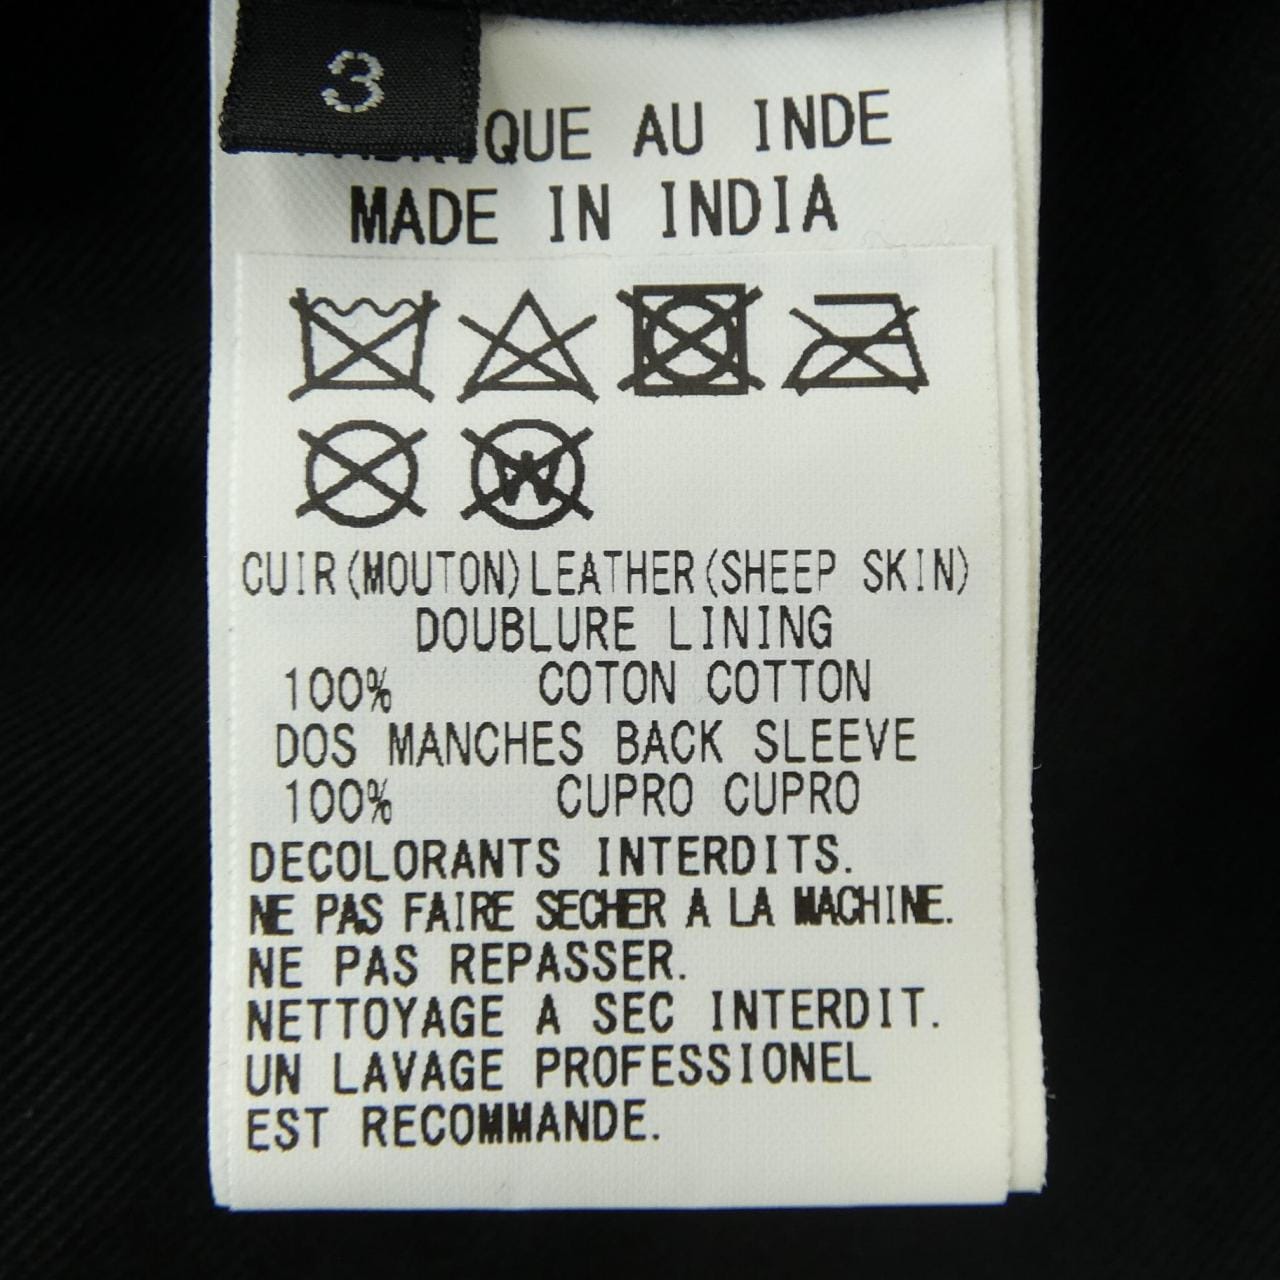 3
QUE AU INDE
MADE IN INDIA
W
CUIR(MOUTON)LEATHER(SHEEP SKIN)
DOUBLURE LINING
100% COTON COTTON
DOS MANCHES BACK SLEEVE
100% CUPRO CUPRO
DECOLORANTS INTERDITS.
NE PAS FAIRE SECHER A LA MACHINE.
NE PAS REPASSER.
NETTOYAGE A SEC INTERDIT.
UN LAVAGE PROFESSIONEL
EST RECOMMANDE.